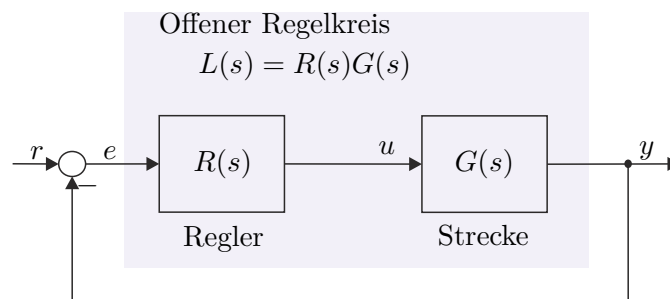 Offener Regelkreis
L(s) = R(s)G(s)
r
e
R(s)
u
G(s)
y
−
Regler
Strecke